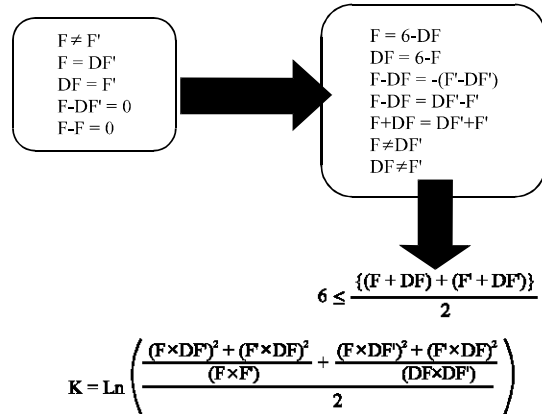 F ≠ F'
F = DF'
DF = F'
F-DF' = 0
F-F = 0
F = 6-DF
DF = 6-F
F-DF = -(F'-DF')
F-DF = DF'-F'
F+DF = DF'+F'
F≠DF'
DF≠F'
6 ≤ {(F + DF) + (F' + DF')} / 2
K = Ln ( ( (F×DF')² + (F'×DF)² / (F×F') + (F×DF')² + (F'×DF)² / (DF×DF') ) / 2 )